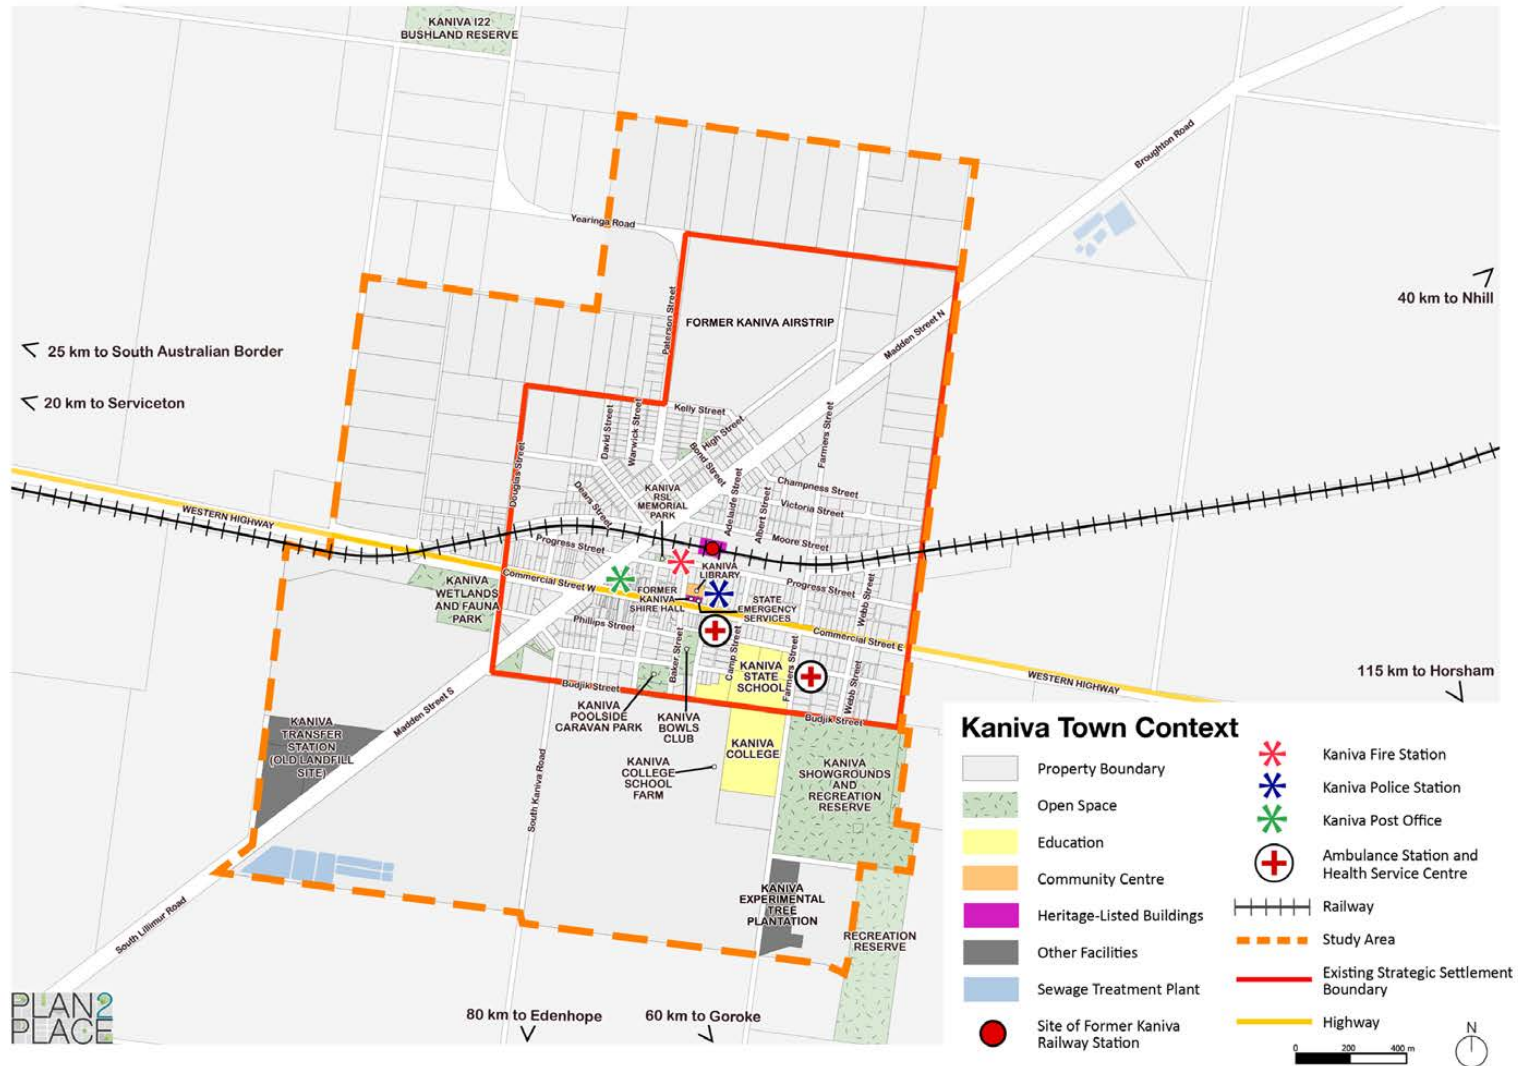 KANIVA I22
BUSHLAND RESERVE
Broughton Road
Yearinga Road
40 km to Nhill
Paterson Street
FORMER KANIVA AIRSTRIP
Madden Street N
25 km to South Australian Border
20 km to Serviceton
Kelly Street
David Street
Warwick Street
High Street
Farmers Street
Bond Street
Douglas Street
Dears Street
KANIVA
RSL
MEMORIAL
PARK
Adelaide Street
Albert Street
Champness Street
Victoria Street
Moore Street
WESTERN HIGHWAY
Progress Street
KANIVA
LIBRARY
Progress Street
Webb Street
Commercial Street W
KANIVA
WETLANDS
AND FAUNA
PARK
FORMER
KANIVA
SHIRE HALL
STATE
EMERGENCY
SERVICES
Phillips Street
Commercial Street E
Baker Street
Camp Street
Farmers Street
Webb Street
KANIVA
STATE
SCHOOL
WESTERN HIGHWAY
115 km to Horsham
Budjik Street
Budjik Street
KANIVA
POOLSIDE
CARAVAN PARK
KANIVA
BOWLS
CLUB
Madden Street S
KANIVA
TRANSFER
STATION
(OLD LANDFILL
SITE)
KANIVA
COLLEGE
KANIVA
COLLEGE
SCHOOL
FARM
KANIVA
SHOWGROUNDS
AND
RECREATION
RESERVE
South Kaniva Road
KANIVA
EXPERIMENTAL
TREE
PLANTATION
RECREATION
RESERVE
South Lillimur Road
80 km to Edenhope
60 km to Goroke
PLAN2
PLACE
Kaniva Town Context
Property Boundary
Open Space
Education
Community Centre
Heritage-Listed Buildings
Other Facilities
Sewage Treatment Plant
Site of Former Kaniva
Railway Station
Kaniva Fire Station
Kaniva Police Station
Kaniva Post Office
Ambulance Station and
Health Service Centre
Railway
Study Area
Existing Strategic Settlement
Boundary
Highway
0 200 400 m
N